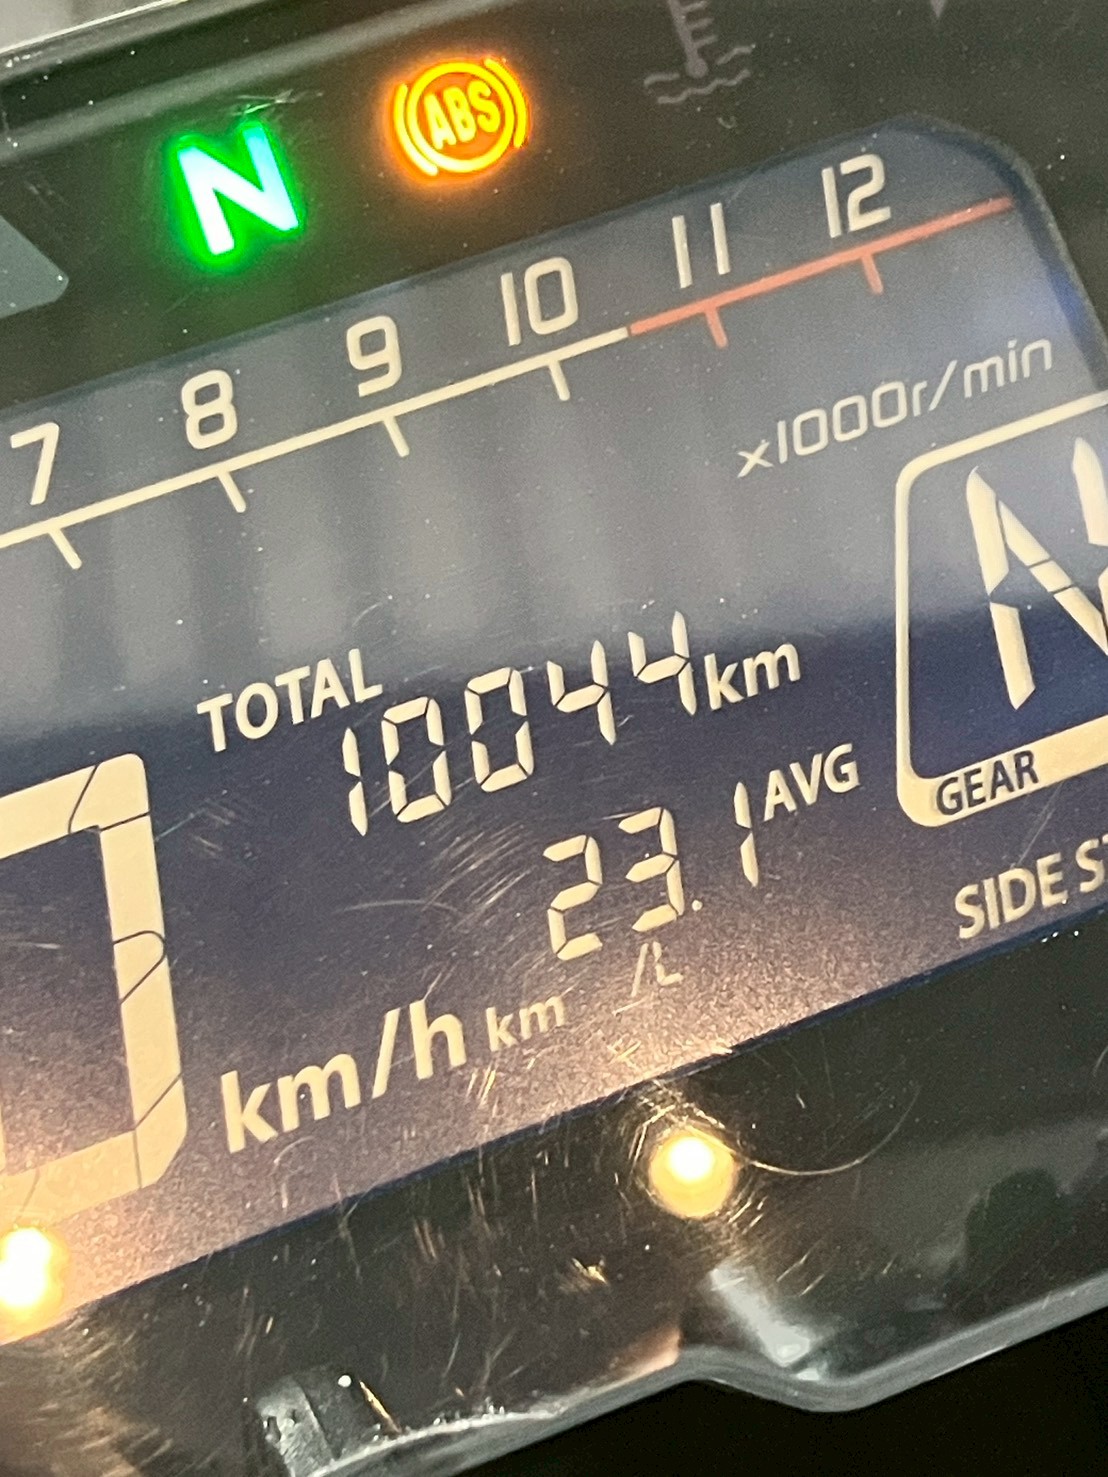 N ABS
7 8 9 10 11 12
x1000r/min
TOTAL 10044 km
N
GEAR
23.1 AVG
km/L
0 km/h
SIDE ST